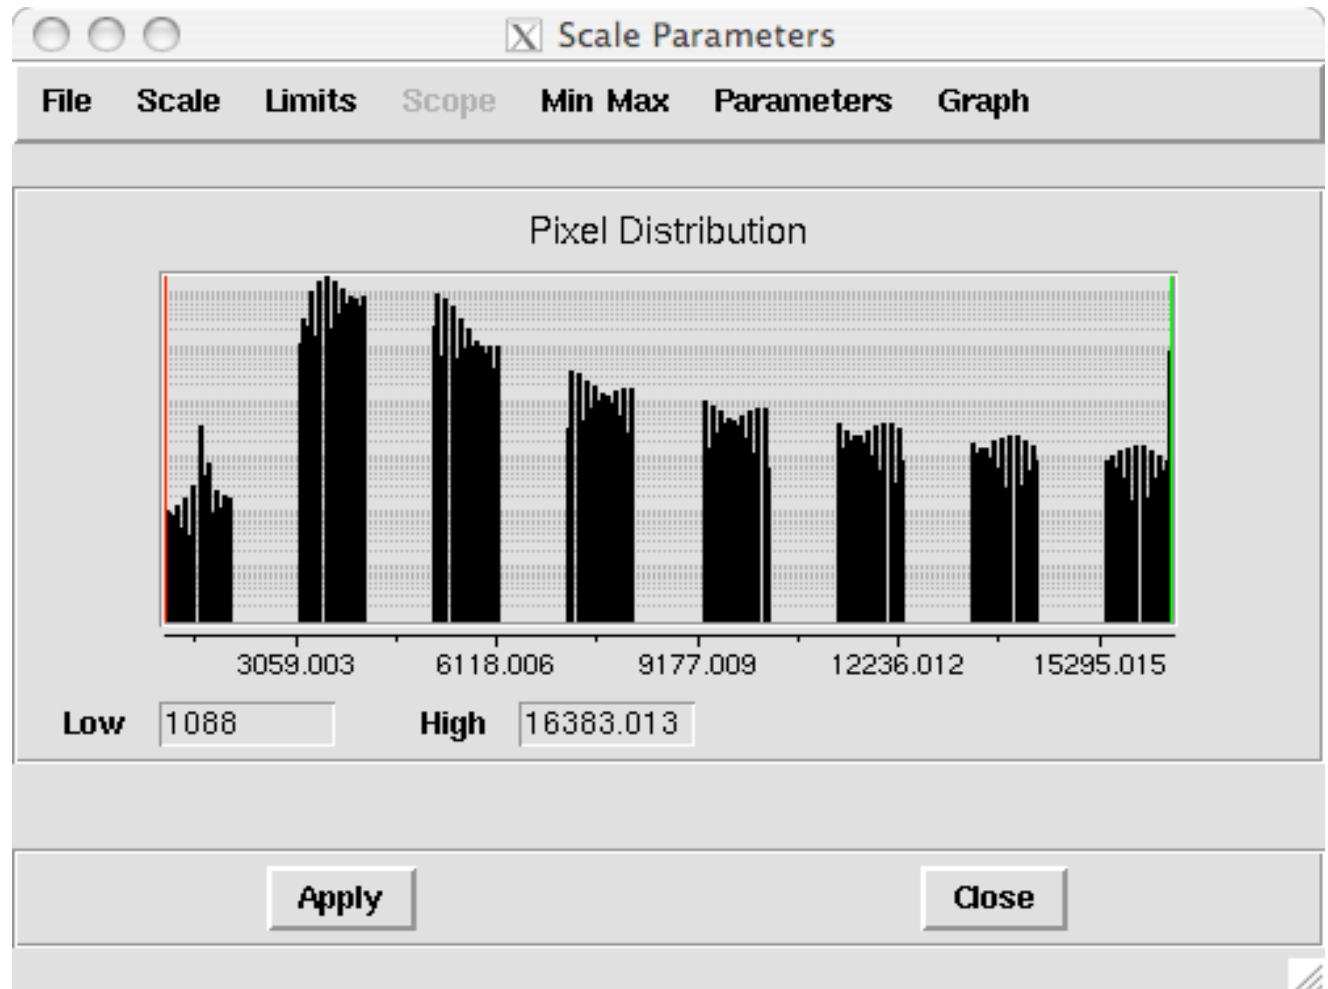 Scale Parameters
File Scale Limits Scope Min Max Parameters Graph
Pixel Distribution
3059.003 6118.006 9177.009 12236.012 15295.015
Low 1088 High 16383.013
Apply Close